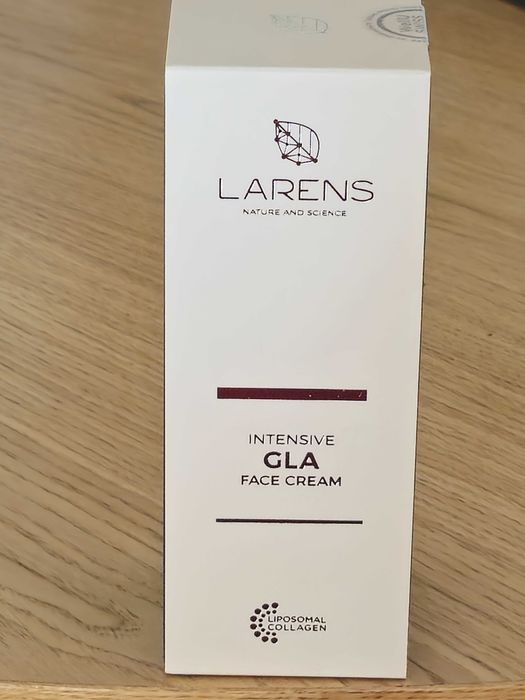 LARENS
NATURE AND SCIENCE
INTENSIVE
GLA
FACE CREAM
LIPOSOMAL
COLLAGEN